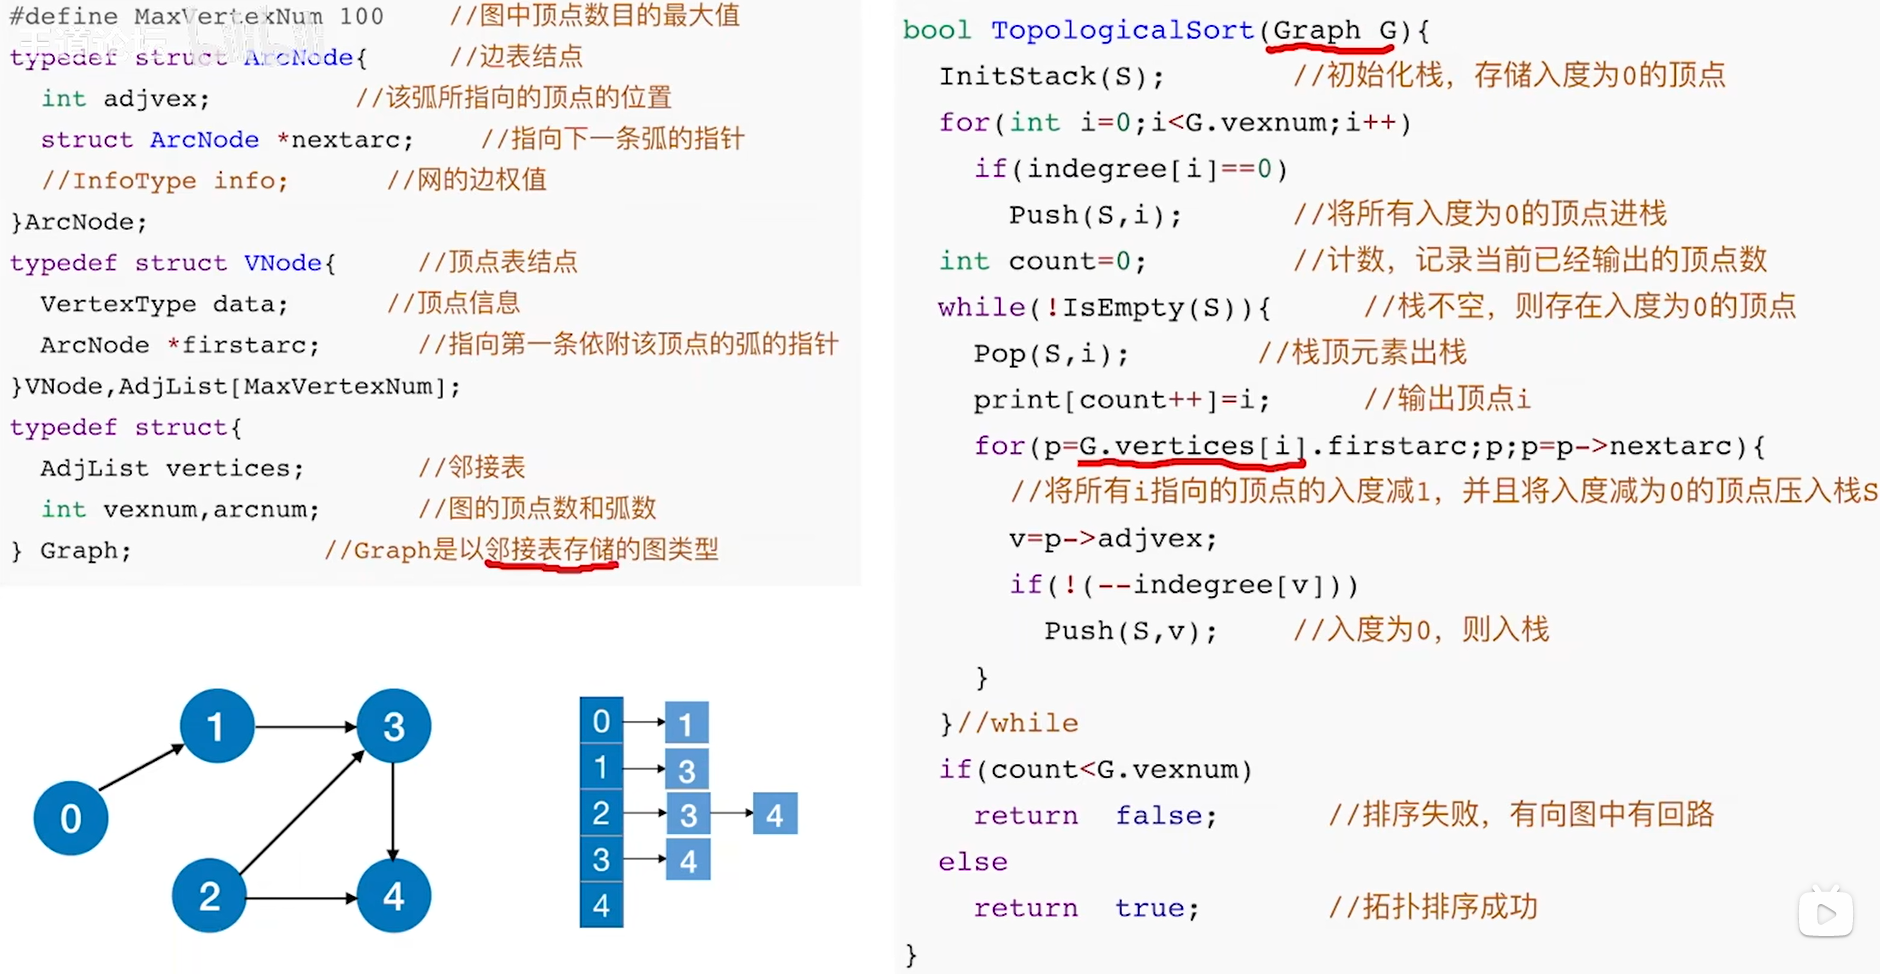 #define MaxVertexNum 100 //图中顶点数目的最大值
typedef struct ArcNode{ //边表结点
int adjvex; //该弧所指向的顶点的位置
struct ArcNode *nextarc; //指向下一条弧的指针
//InfoType info; //网的边权值
}ArcNode;
typedef struct VNode{ //顶点表结点
VertexType data; //顶点信息
ArcNode *firstarc; //指向第一条依附该顶点的弧的指针
}VNode,AdjList[MaxVertexNum];
typedef struct{
AdjList vertices; //邻接表
int vexnum,arcnum; //图的顶点数和弧数
} Graph; //Graph是以邻接表存储的图类型
1 3
0
2 4
0 1
1 3
2 3 4
3 4
4
bool TopologicalSort(Graph G){
InitStack(S); //初始化栈，存储入度为0的顶点
for(int i=0;i<G.vexnum;i++)
if(indegree[i]==0)
Push(S,i); //将所有入度为0的顶点进栈
int count=0; //计数，记录当前已经输出的顶点数
while(!IsEmpty(S)){ //栈不空，则存在入度为0的顶点
Pop(S,i); //栈顶元素出栈
print[count++]=i; //输出顶点i
for(p=G.vertices[i].firstarc;p;p=p->nextarc){
//将所有i指向的顶点的入度减1，并且将入度减为0的顶点压入栈S
v=p->adjvex;
if(!(--indegree[v]))
Push(S,v); //入度为0，则入栈
}
}//while
if(count<G.vexnum)
return false; //排序失败，有向图中有回路
else
return true; //拓扑排序成功
}